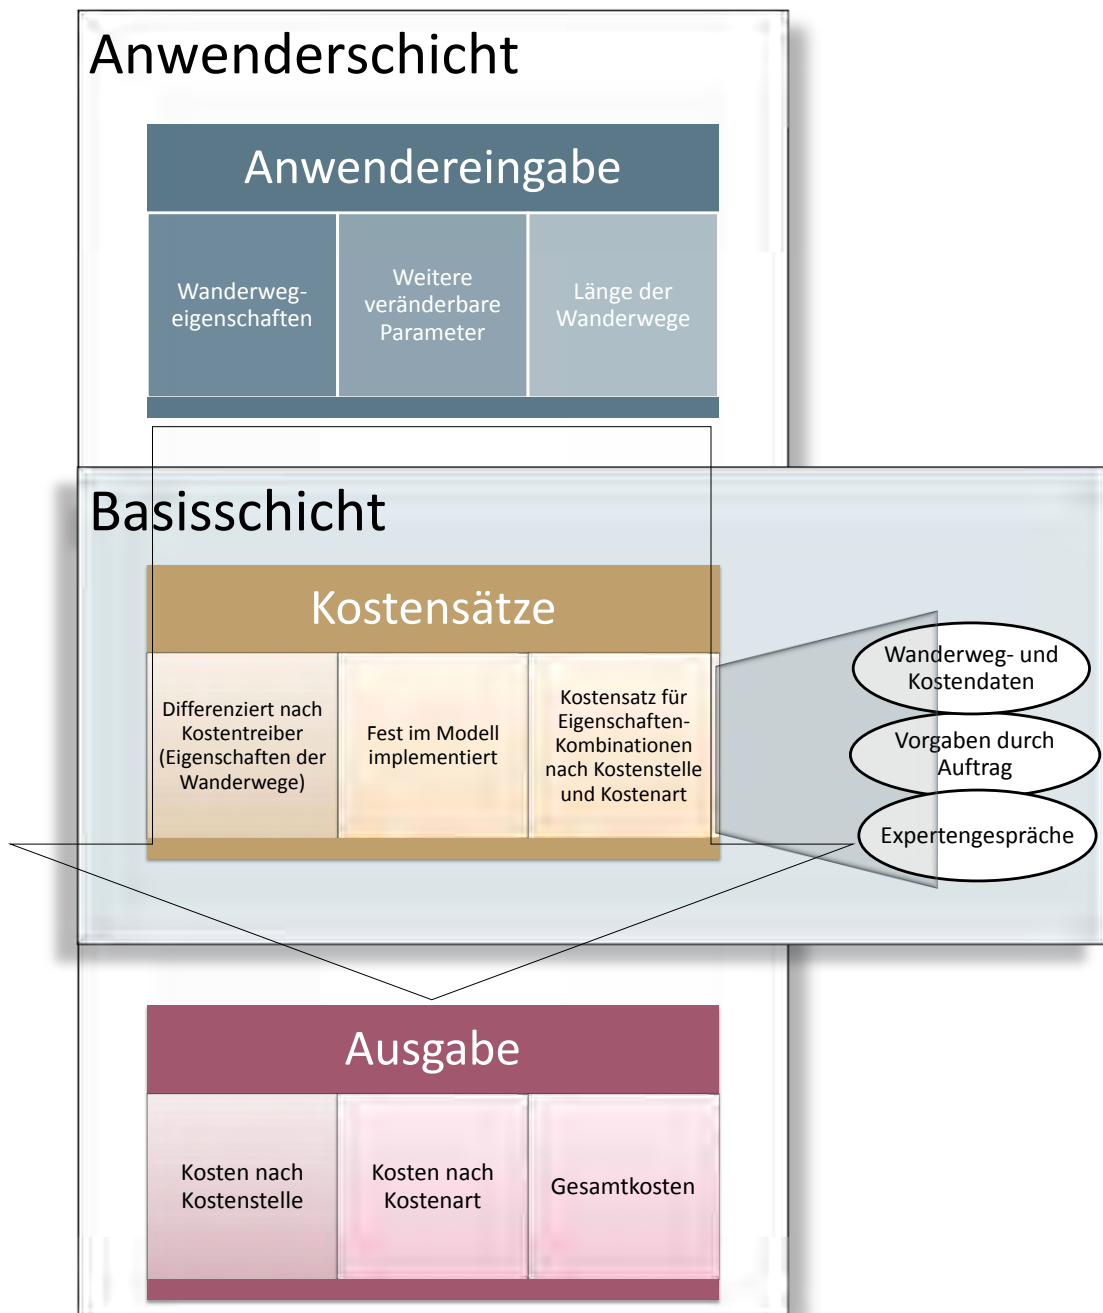 Anwenderschicht
Anwendereingabe
Wanderweg-
eigenschaften
Weitere
veränderbare
Parameter
Länge der
Wanderwege
Basisschicht
Kostensätze
Differenziert nach
Kostentreiber
(Eigenschaften der
Wanderwege)
Fest im Modell
implementiert
Kostensatz für
Eigenschaften-
Kombinationen
nach Kostenstelle
und Kostenart
Wanderweg- und
Kostendaten
Vorgaben durch
Auftrag
Expertengespräche
Ausgabe
Kosten nach
Kostenstelle
Kosten nach
Kostenart
Gesamtkosten